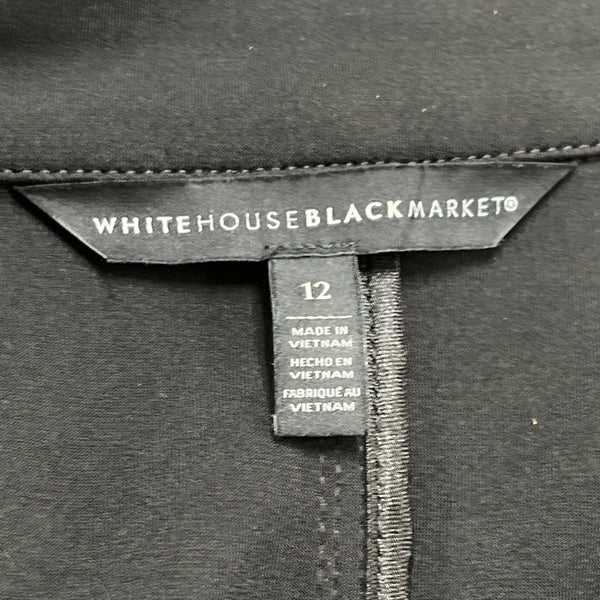 WHITEHOUSEBLACKMARKET®
12
MADE IN
VIETNAM
HECHO EN
VIETNAM
FABRIQUÉ AU
VIETNAM